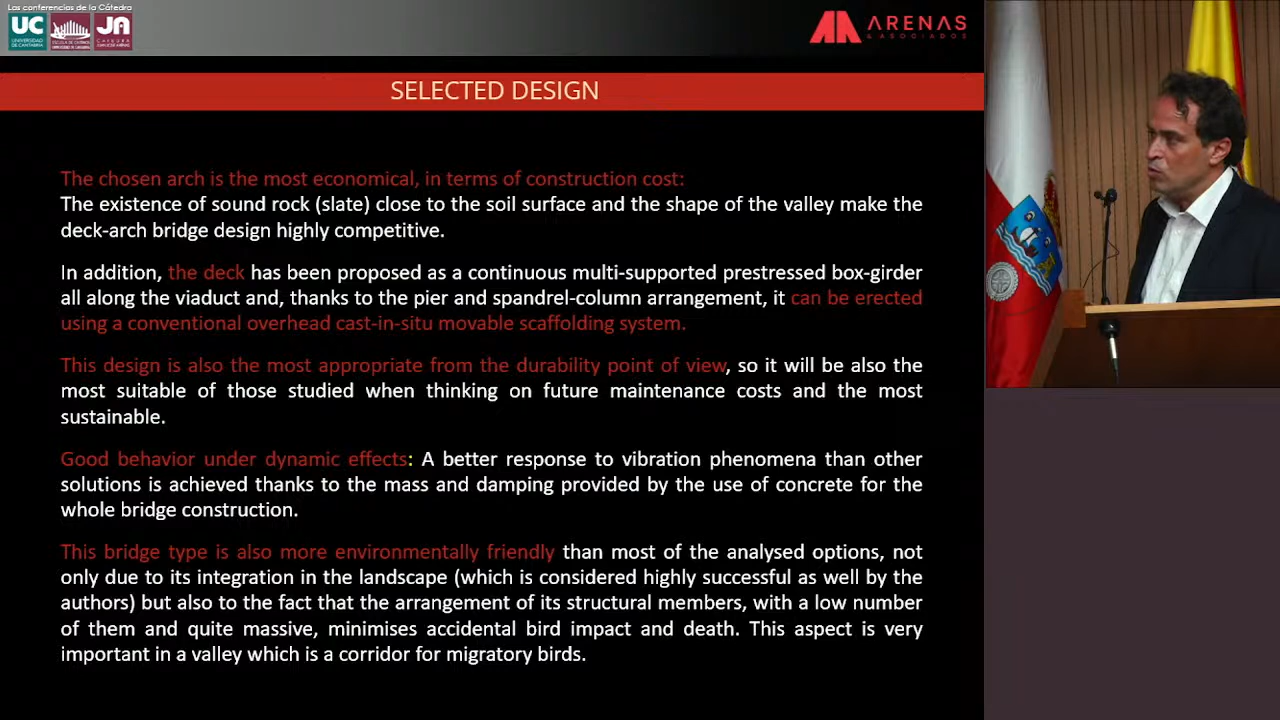 Las conferencias de la Cátedra
UC
UNIVERSIDAD
DE CANTABRIA
JA
ARENAS
& ASOCIADOS
SELECTED DESIGN
The chosen arch is the most economical, in terms of construction cost:
The existence of sound rock (slate) close to the soil surface and the shape of the valley make the
deck-arch bridge design highly competitive.
In addition, the deck has been proposed as a continuous multi-supported prestressed box-girder
all along the viaduct and, thanks to the pier and spandrel-column arrangement, it can be erected
using a conventional overhead cast-in-situ movable scaffolding system.
This design is also the most appropriate from the durability point of view, so it will be also the
most suitable of those studied when thinking on future maintenance costs and the most
sustainable.
Good behavior under dynamic effects: A better response to vibration phenomena than other
solutions is achieved thanks to the mass and damping provided by the use of concrete for the
whole bridge construction.
This bridge type is also more environmentally friendly than most of the analysed options, not
only due to its integration in the landscape (which is considered highly successful as well by the
authors) but also to the fact that the arrangement of its structural members, with a low number
of them and quite massive, minimises accidental bird impact and death. This aspect is very
important in a valley which is a corridor for migratory birds.